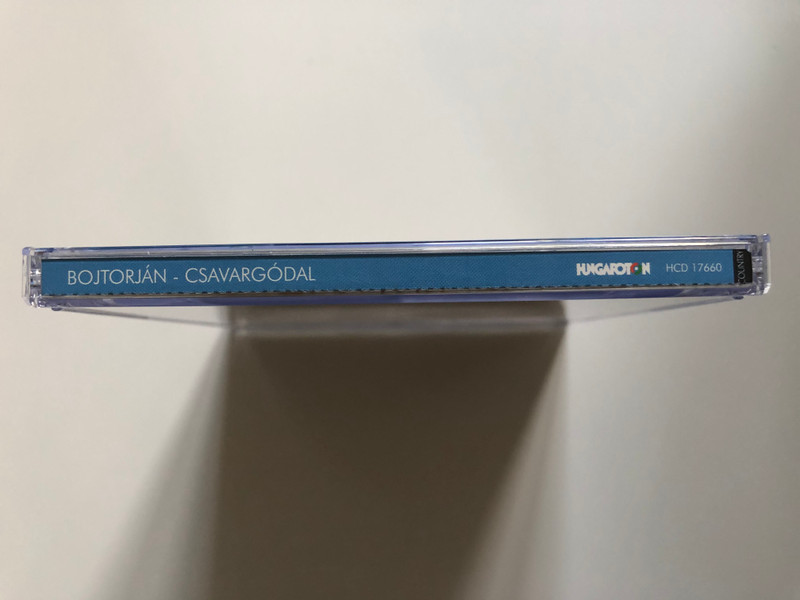 BOJTORJÁN - CSAVARGÓDAL
HUNGAROTON
HCD 17660
COUNTRY